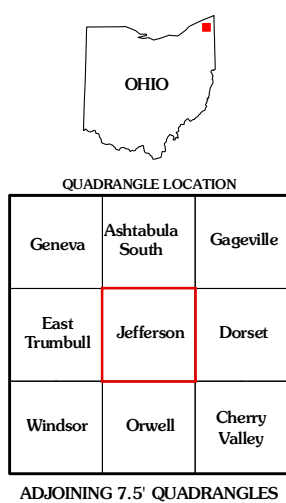 OHIO
QUADRANGLE LOCATION
Geneva
Ashtabula
South
Gageville
East
Trumbull
Jefferson
Dorset
Windsor
Orwell
Cherry
Valley
ADJOINING 7.5' QUADRANGLES